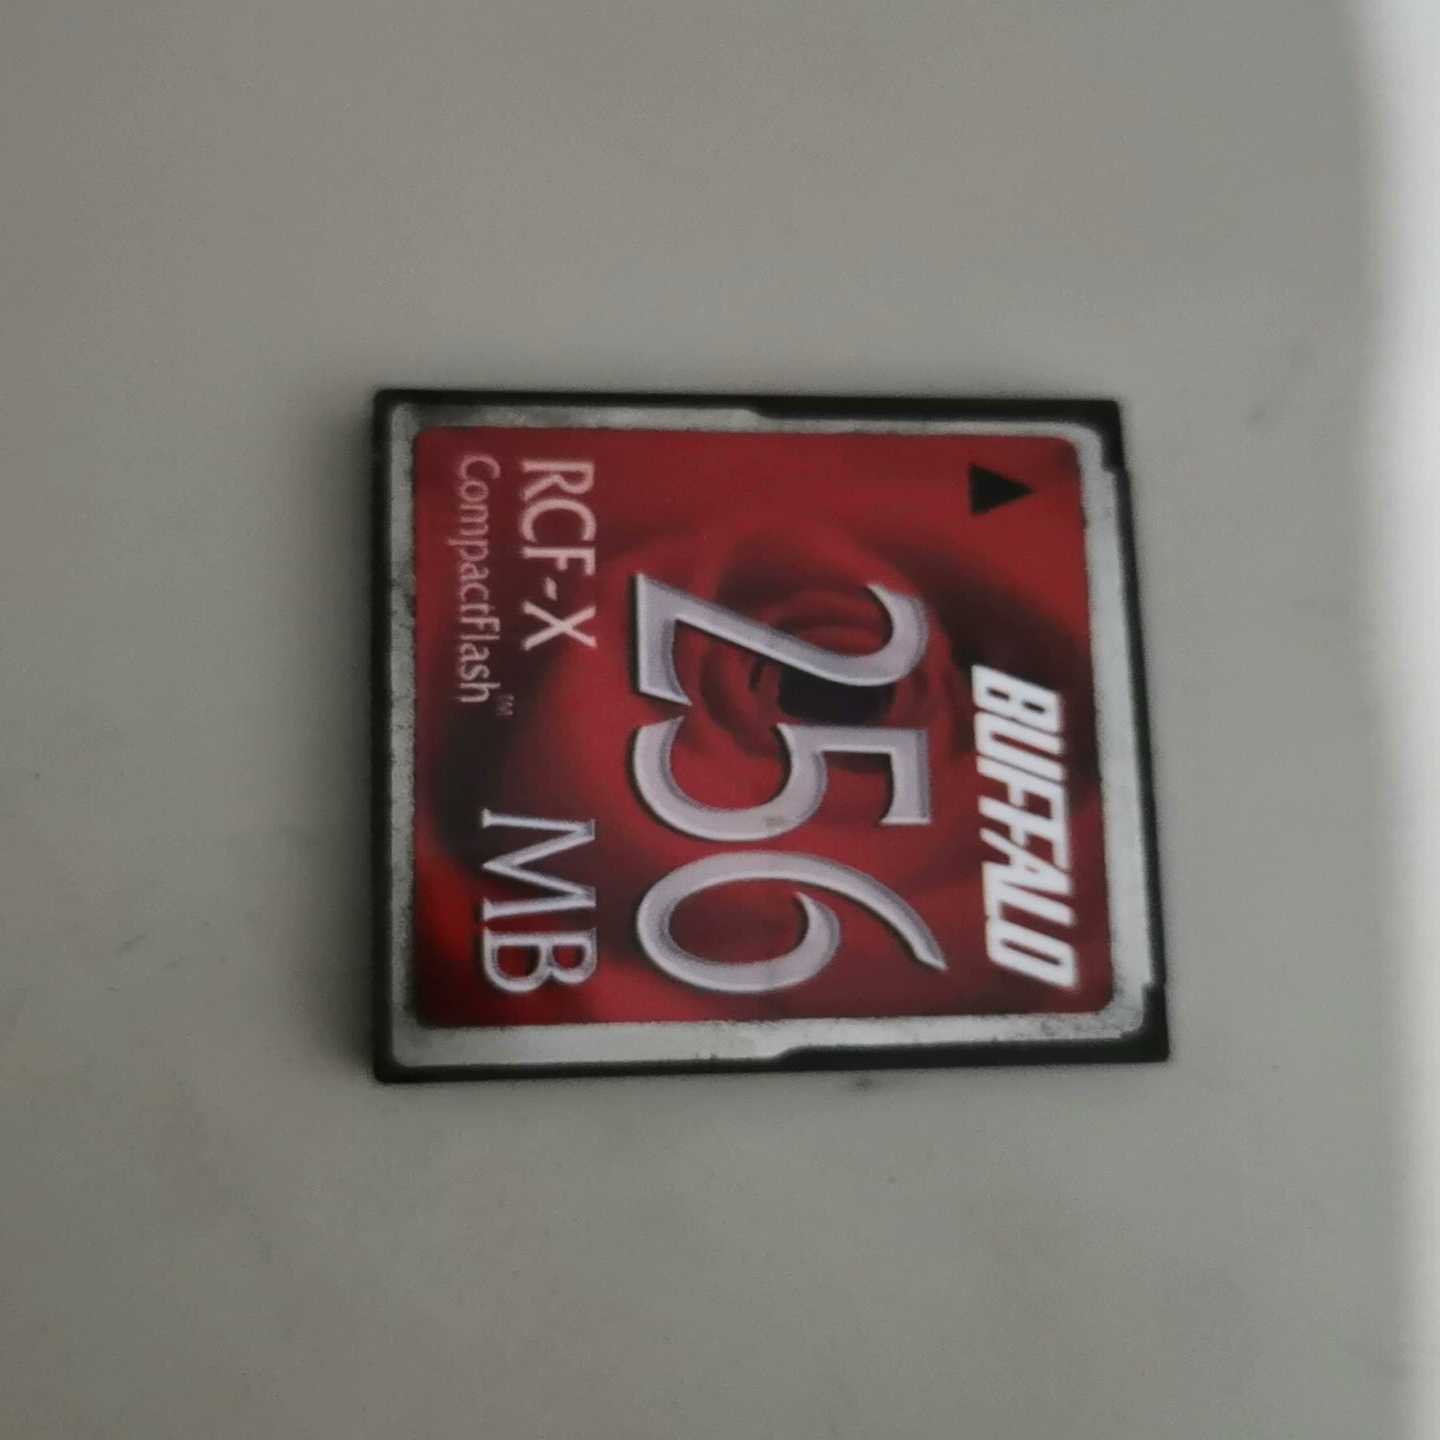 BUFFALO
256
RCF-X
MB
CompactFlash™